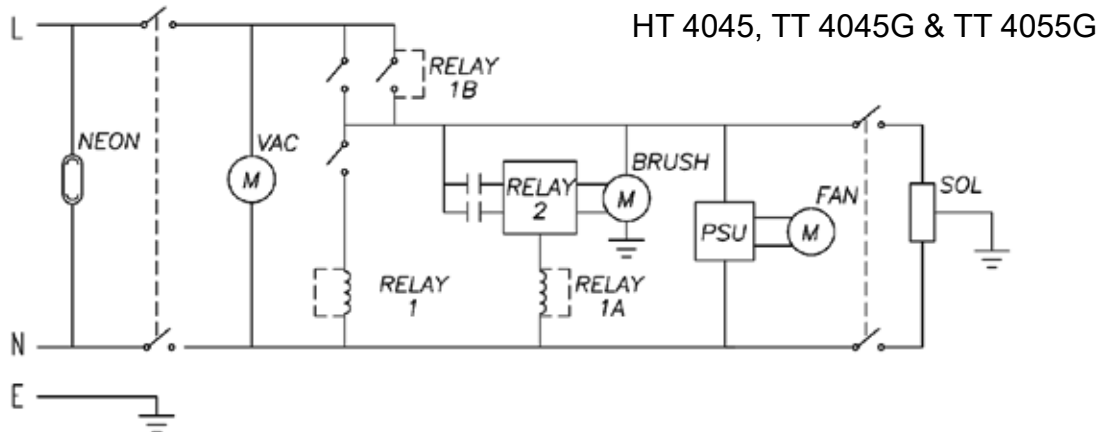 HT 4045, TT 4045G & TT 4055G
L
RELAY
1B
NEON
VAC
M
BRUSH
RELAY
2
M
FAN
PSU
M
SOL
RELAY
1
RELAY
1A
N
E